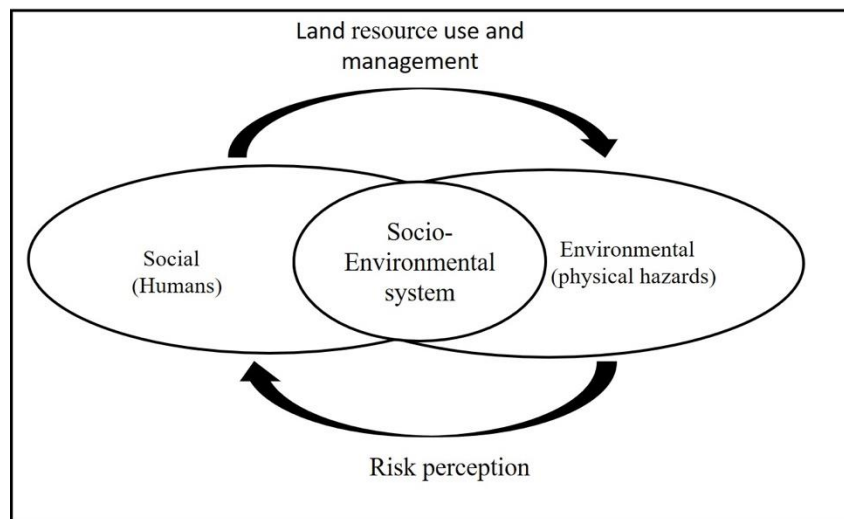 Land resource use and
management
Social
(Humans)
Socio-
Environmental
system
Environmental
(physical hazards)
Risk perception